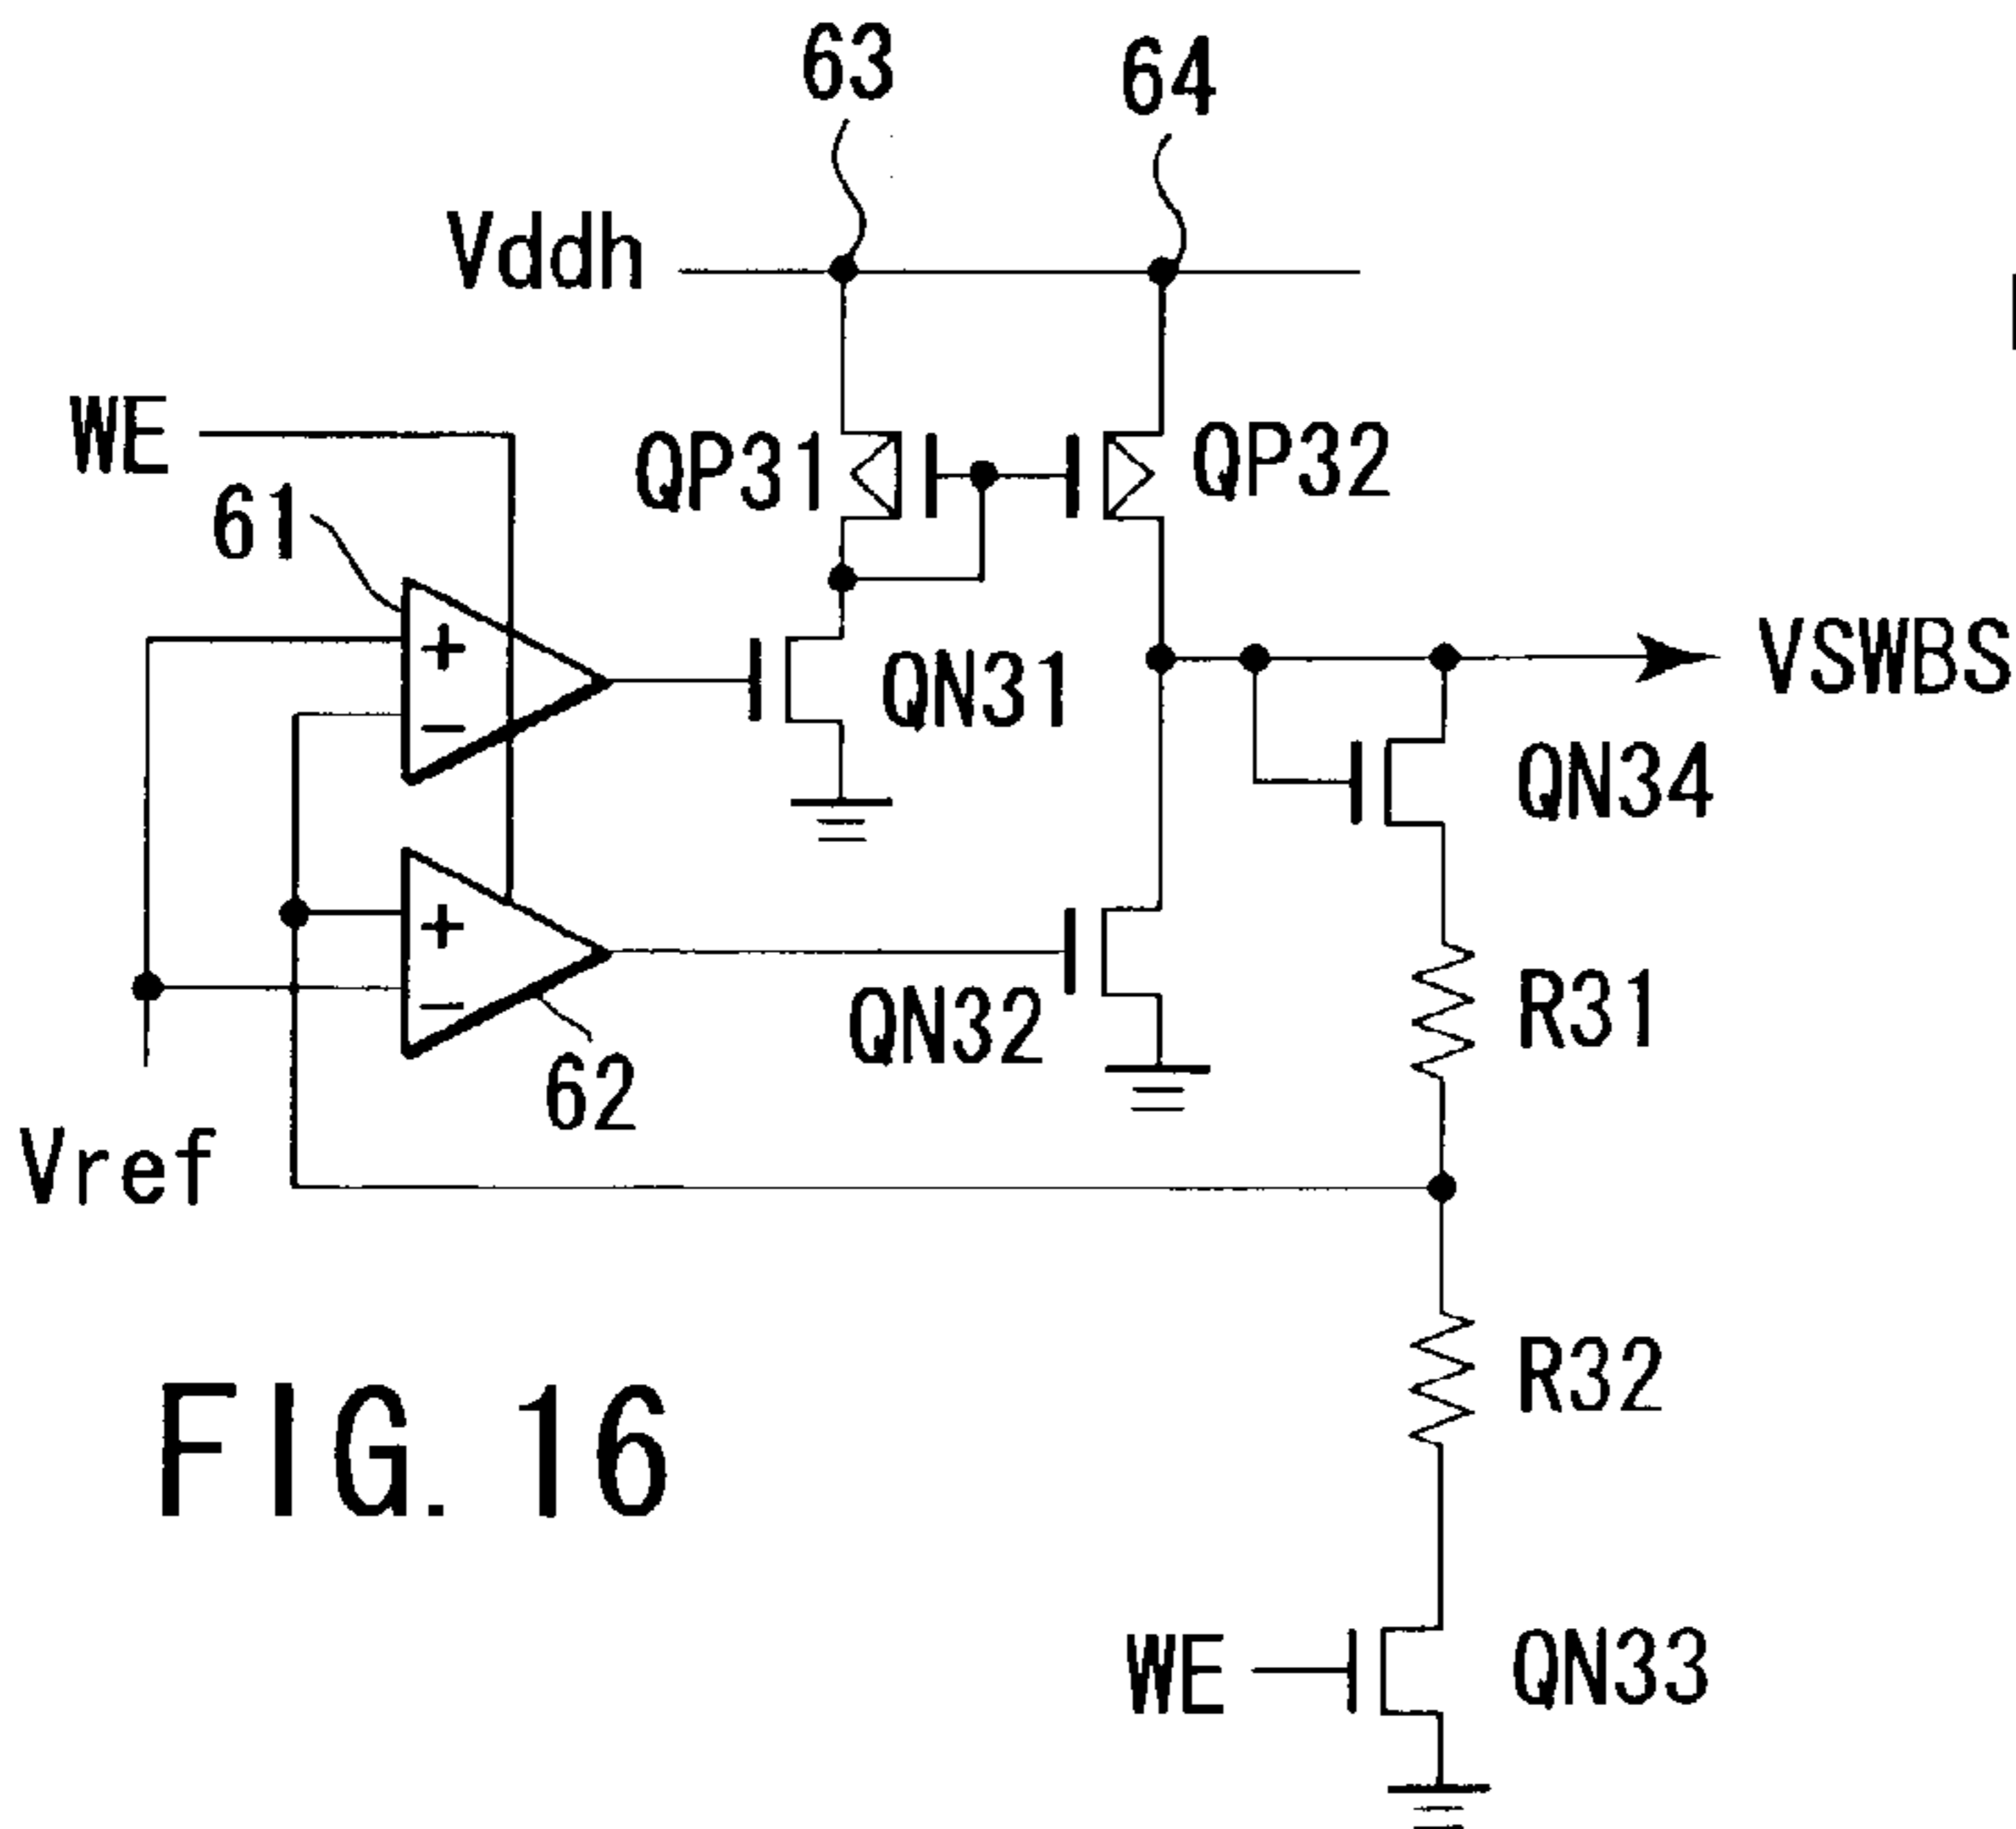 63
64
Vddh
WE
61
QP31
QP32
+
−
QN31
VSWBS
QN34
+
−
62
QN32
R31
Vref
R32
FIG. 16
WE
QN33